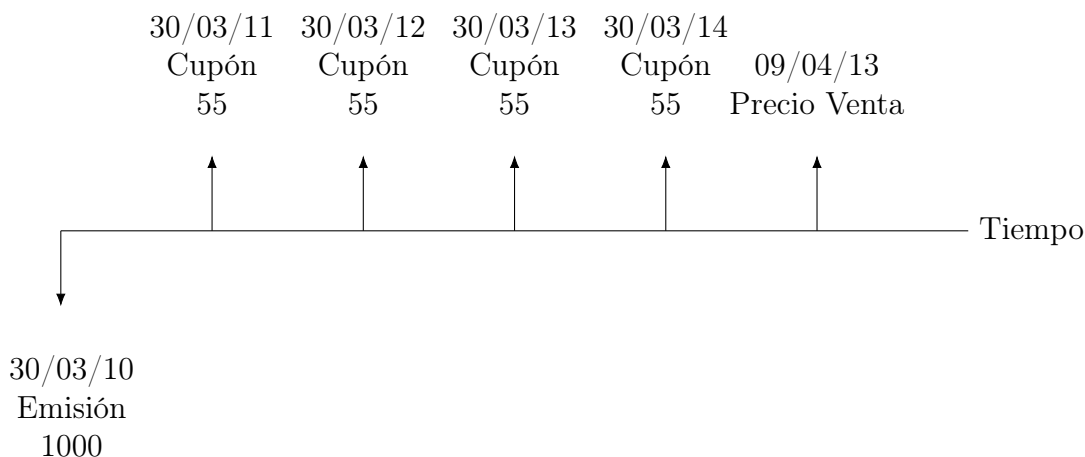 30/03/11
Cupón
55
30/03/12
Cupón
55
30/03/13
Cupón
55
30/03/14
Cupón
55
09/04/13
Precio Venta
Tiempo
30/03/10
Emisión
1000